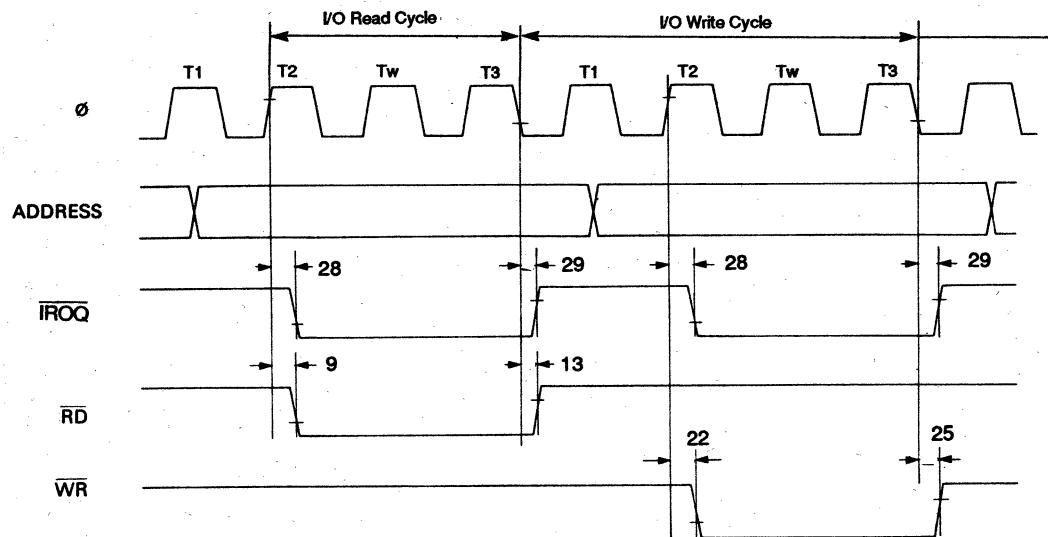 I/O Read Cycle I/O Write Cycle
T1 T2 Tw T3 T1 T2 Tw T3
Ø
ADDRESS
28 29 28 29
IROQ
9 13
RD
22 25
WR